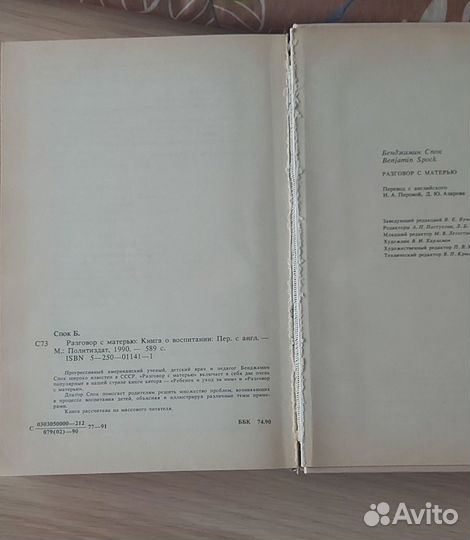 Спок Б.
С73 Разговор с матерью: Книга о воспитании: Пер. с англ. —
М.: Политиздат, 1990. — 589 с.
ISBN 5—250—01141—1
Прогрессивный американский ученый, детский врач и педагог Бенджамин
Спок широко известен в СССР. «Разговор с матерью» включает в себя две очень
популярные в нашей стране книги автора — «Ребенок и уход за ним» и «Разговор
с матерью».
Доктор Спок помогает родителям решить множество проблем, возникающих
в процессе воспитания детей, объясняя и иллюстрируя различные темы приме-
рами.
Книга рассчитана на массового читателя.
С 0303050000—212
079(02)—90 77—91
ББК 74.90
Бенджамин Спок
Benjamin Spock
РАЗГОВОР С МАТЕРЬЮ
Перевод с английского
Н. А. Перовой, Д. Ю. Азарова
Заведующий редакцией В. Е.
Редакторы А. П. Пастухова, Л. Б.
Младший редактор М. В.
Художник В. И. Харламов
Художественный редактор П. В.
Технический редактор В. П.
Avito